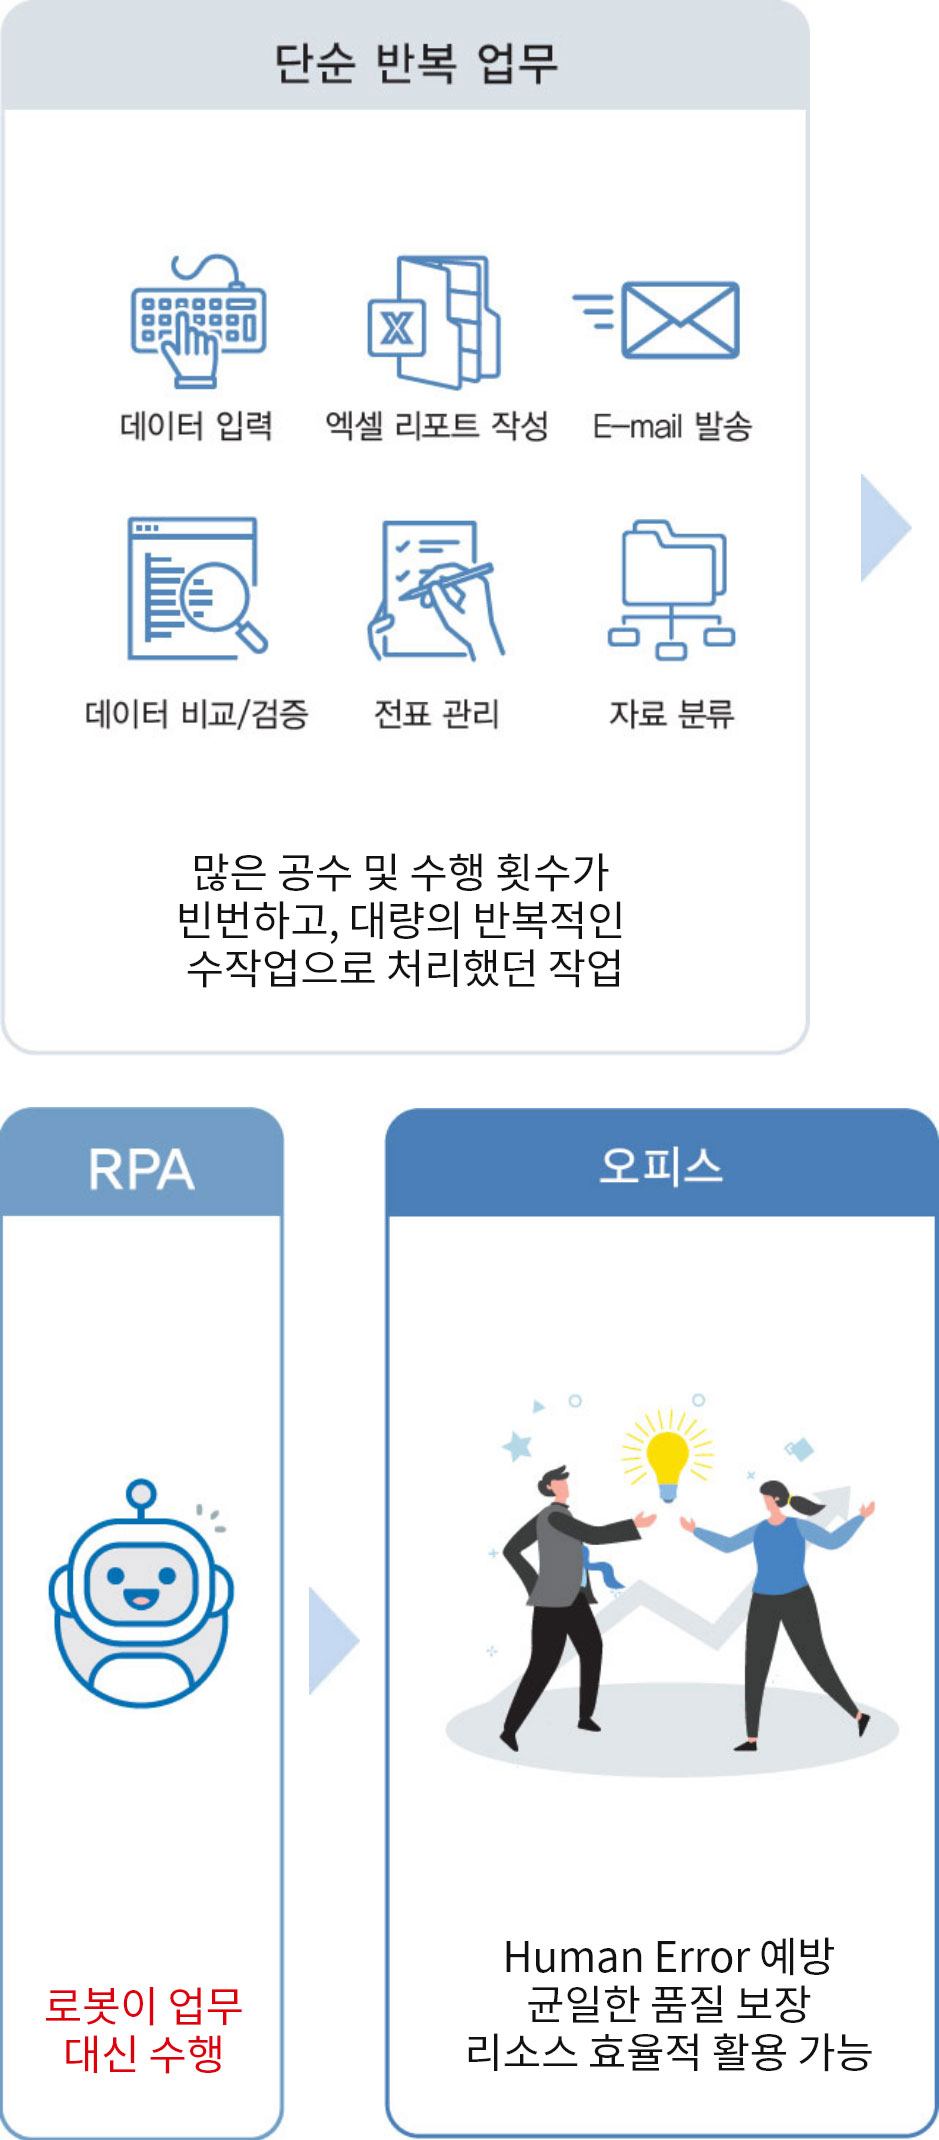 단순 반복 업무
데이터 입력
엑셀 리포트 작성
E-mail 발송
데이터 비교/검증
전표 관리
자료 분류
많은 공수 및 수행 횟수가
빈번하고, 대량의 반복적인
수작업으로 처리했던 작업
RPA
로봇이 업무
대신 수행
오피스
Human Error 예방
균일한 품질 보장
리소스 효율적 활용 가능